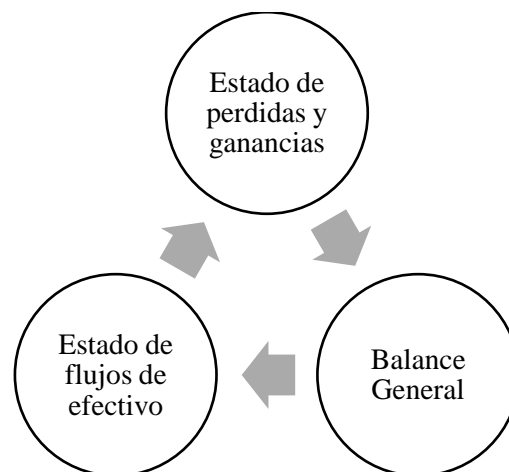 Estado de
perdidas y
ganancias
Balance
General
Estado de
flujos de
efectivo